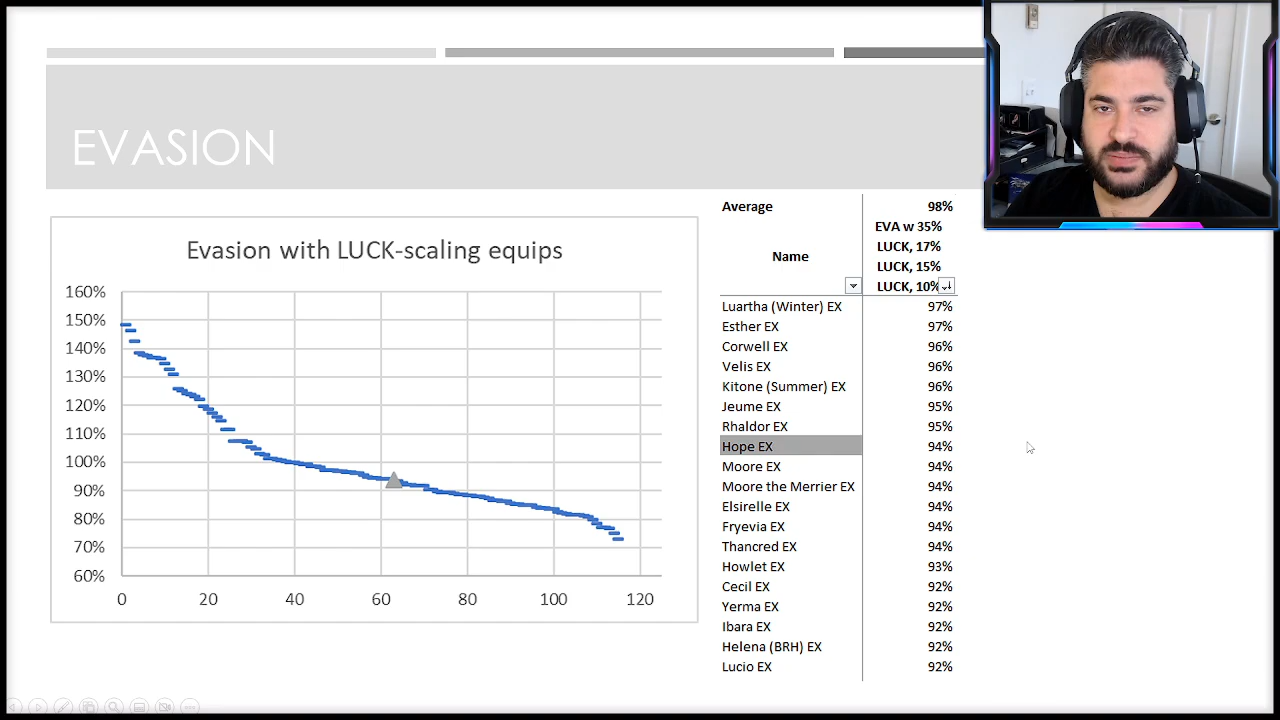 EVASION
Evasion with LUCK-scaling equips
160%
150%
140%
130%
120%
110%
100%
90%
80%
70%
60%
0 20 40 60 80 100 120
Average 98%
Name EVA w 35%
LUCK, 17%
LUCK, 15%
LUCK, 10%
Luartha (Winter) EX 97%
Esther EX 97%
Corwell EX 96%
Velis EX 96%
Kitone (Summer) EX 96%
Jeume EX 95%
Rhaldor EX 95%
Hope EX 94%
Moore EX 94%
Moore the Merrier EX 94%
Elsirelle EX 94%
Fryevia EX 94%
Thancred EX 94%
Howlet EX 93%
Cecil EX 92%
Yerma EX 92%
Ibara EX 92%
Helena (BRH) EX 92%
Lucio EX 92%